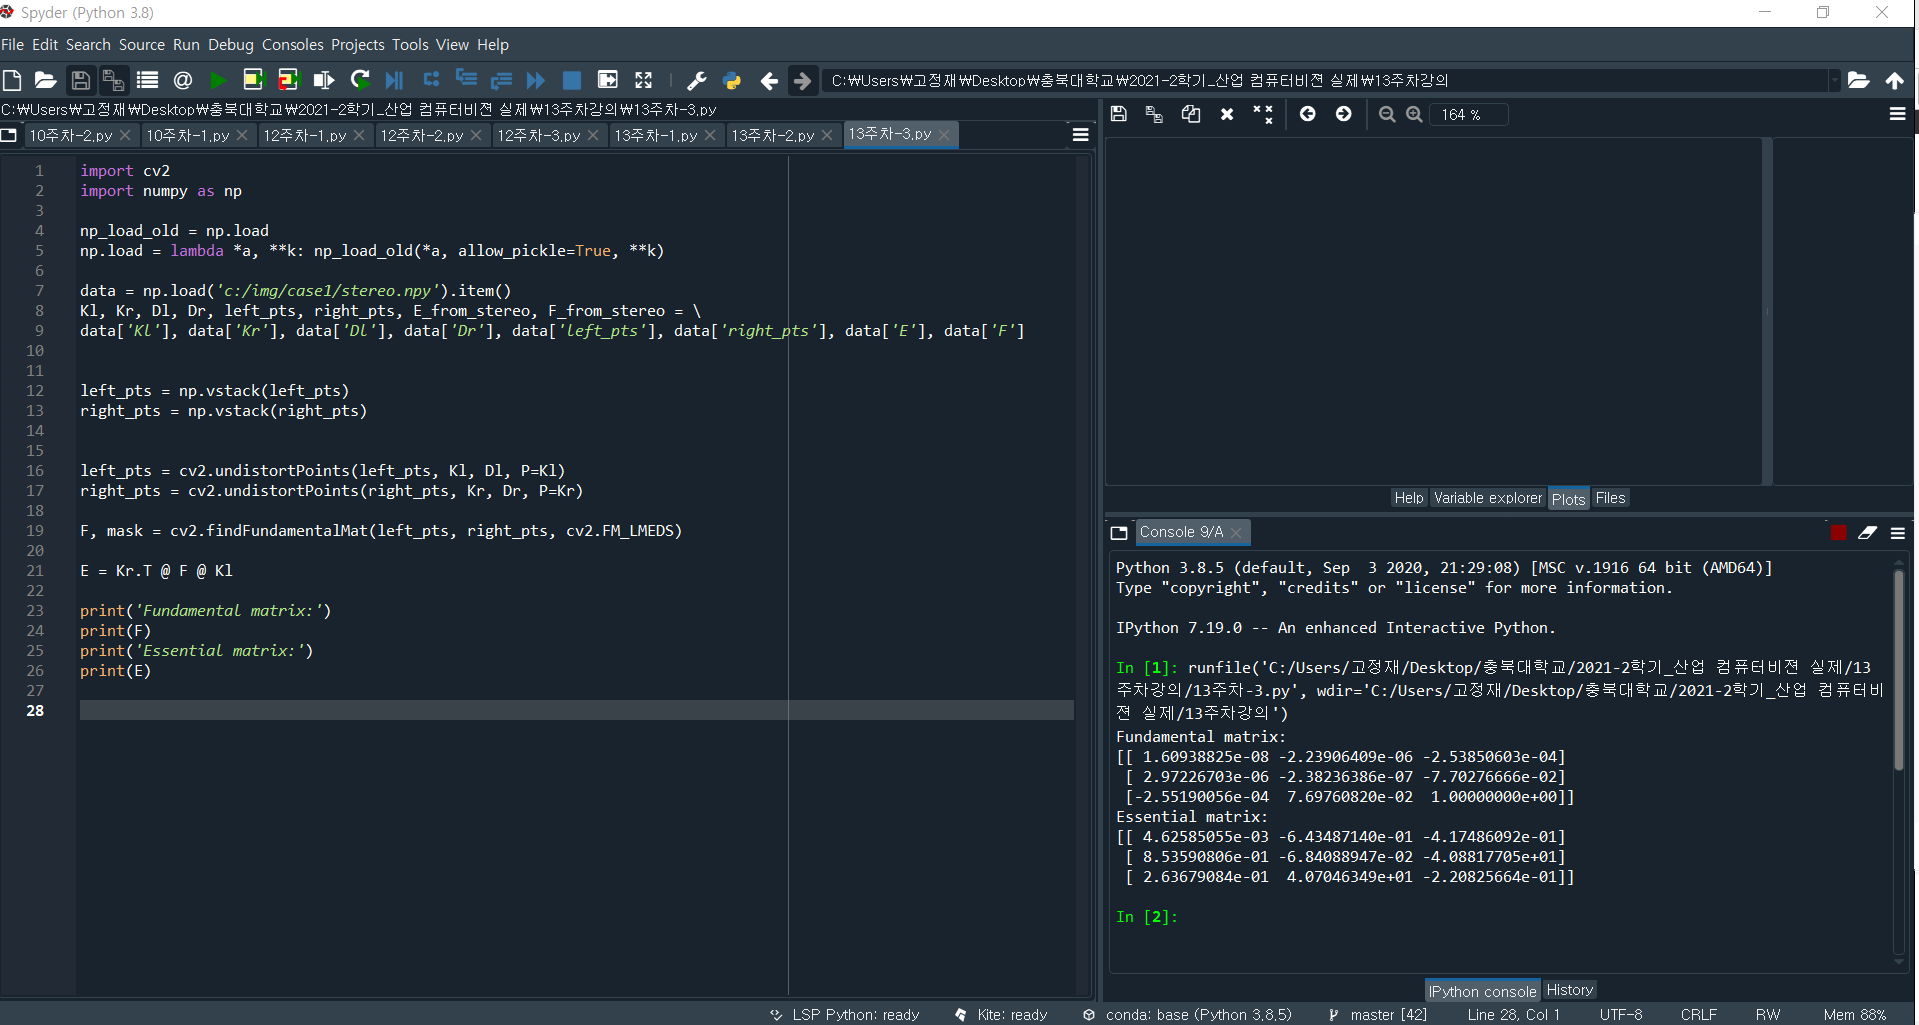 Spyder (Python 3.8)
File Edit Search Source Run Debug Consoles Projects Tools View Help
C:₩Users₩고정재₩Desktop₩충북대학교₩2021-2학기_산업 컴퓨터비젼 실제₩13주차강의
C:₩Users₩고정재₩Desktop₩충북대학교₩2021-2학기_산업 컴퓨터비젼 실제₩13주차강의₩13주차-3.py
10주차-2.py 10주차-1.py 12주차-1.py 12주차-2.py 12주차-3.py 13주차-1.py 13주차-2.py 13주차-3.py
1 import cv2
2 import numpy as np
3
4 np_load_old = np.load
5 np.load = lambda *a, **k: np_load_old(*a, allow_pickle=True, **k)
6
7 data = np.load('c:/img/case1/stereo.npy').item()
8 Kl, Kr, Dl, Dr, left_pts, right_pts, E_from_stereo, F_from_stereo = \
9 data['Kl'], data['Kr'], data['Dl'], data['Dr'], data['left_pts'], data['right_pts'], data['E'], data['F']
10
11
12 left_pts = np.vstack(left_pts)
13 right_pts = np.vstack(right_pts)
14
15
16 left_pts = cv2.undistortPoints(left_pts, Kl, Dl, P=Kl)
17 right_pts = cv2.undistortPoints(right_pts, Kr, Dr, P=Kr)
18
19 F, mask = cv2.findFundamentalMat(left_pts, right_pts, cv2.FM_LMEDS)
20
21 E = Kr.T @ F @ Kl
22
23 print('Fundamental matrix:')
24 print(F)
25 print('Essential matrix:')
26 print(E)
27
28
164 %
Help Variable explorer Plots Files
Console 9/A
Python 3.8.5 (default, Sep  3 2020, 21:29:08) [MSC v.1916 64 bit (AMD64)]
Type "copyright", "credits" or "license" for more information.
IPython 7.19.0 -- An enhanced Interactive Python.
In [1]: runfile('C:/Users/고정재/Desktop/충북대학교/2021-2학기_산업 컴퓨터비젼 실제/13
주차강의/13주차-3.py', wdir='C:/Users/고정재/Desktop/충북대학교/2021-2학기_산업 컴퓨터비
젼 실제/13주차강의')
Fundamental matrix:
[[ 1.60938825e-08 -2.23906409e-06 -2.53850603e-04]
[ 2.97226703e-06 -2.38236386e-07 -7.70276666e-02]
[-2.55190056e-04  7.69760820e-02  1.00000000e+00]]
Essential matrix:
[[ 4.62585055e-03 -6.43487140e-01 -4.17486092e-01]
[ 8.53590806e-01 -6.84088947e-02 -4.08817705e+01]
[ 2.63679084e-01  4.07046349e+01 -2.20825664e-01]]
In [2]:
IPython console History
LSP Python: ready Kite: ready conda: base (Python 3.8.5) master [42] Line 28, Col 1 UTF-8 CRLF RW Mem 88%